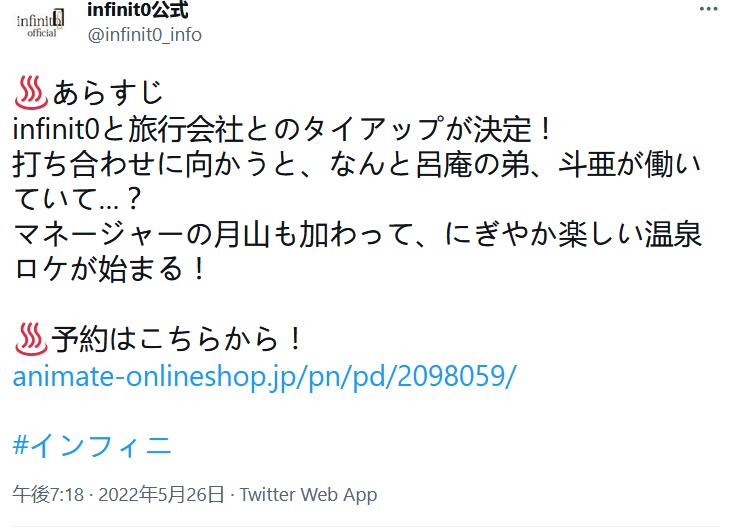 infinit0
official
infinit0公式
@infinit0_info
♨️あらすじ
infinit0と旅行会社とのタイアップが決定！
打ち合わせに向かうと、なんと呂庵の弟、斗亜が働い
ていて…？
マネージャーの月山も加わって、にぎやか楽しい温泉
ロケが始まる！
♨️予約はこちらから！
animate-onlineshop.jp/pn/pd/2098059/
#インフィニ
午後7:18 · 2022年5月26日 · Twitter Web App